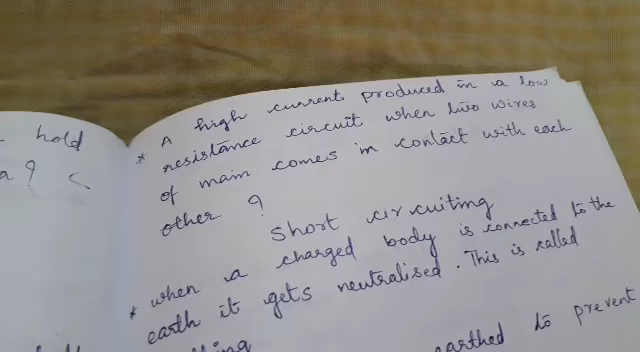 hold
a ?
* A high current produced in a low
resistance circuit when two wires
of main comes in contact with each
other ?
Short circuiting
* when a charged body is connected to the
earth it gets neutralised. This is called
earthed to prevent